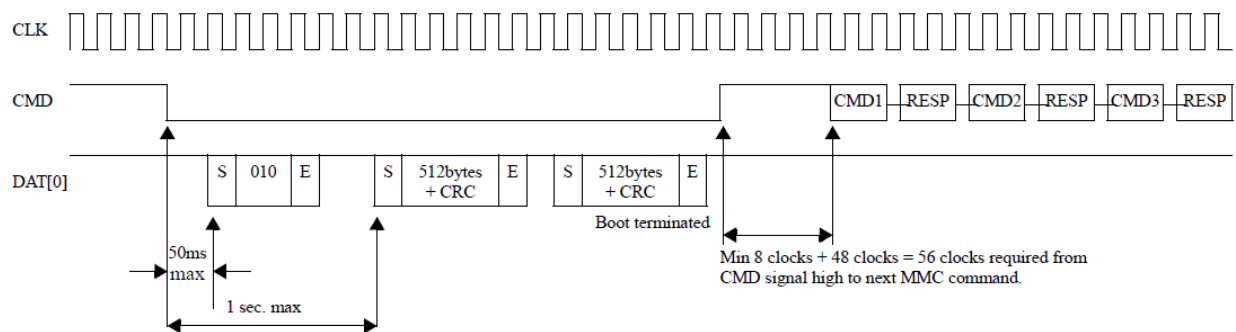 CLK
CMD
CMD1 RESP CMD2 RESP CMD3 RESP
DAT[0]
S 010 E S 512bytes E S 512bytes E
+ CRC + CRC
Boot terminated
50ms
max
Min 8 clocks + 48 clocks = 56 clocks required from
CMD signal high to next MMC command.
1 sec. max